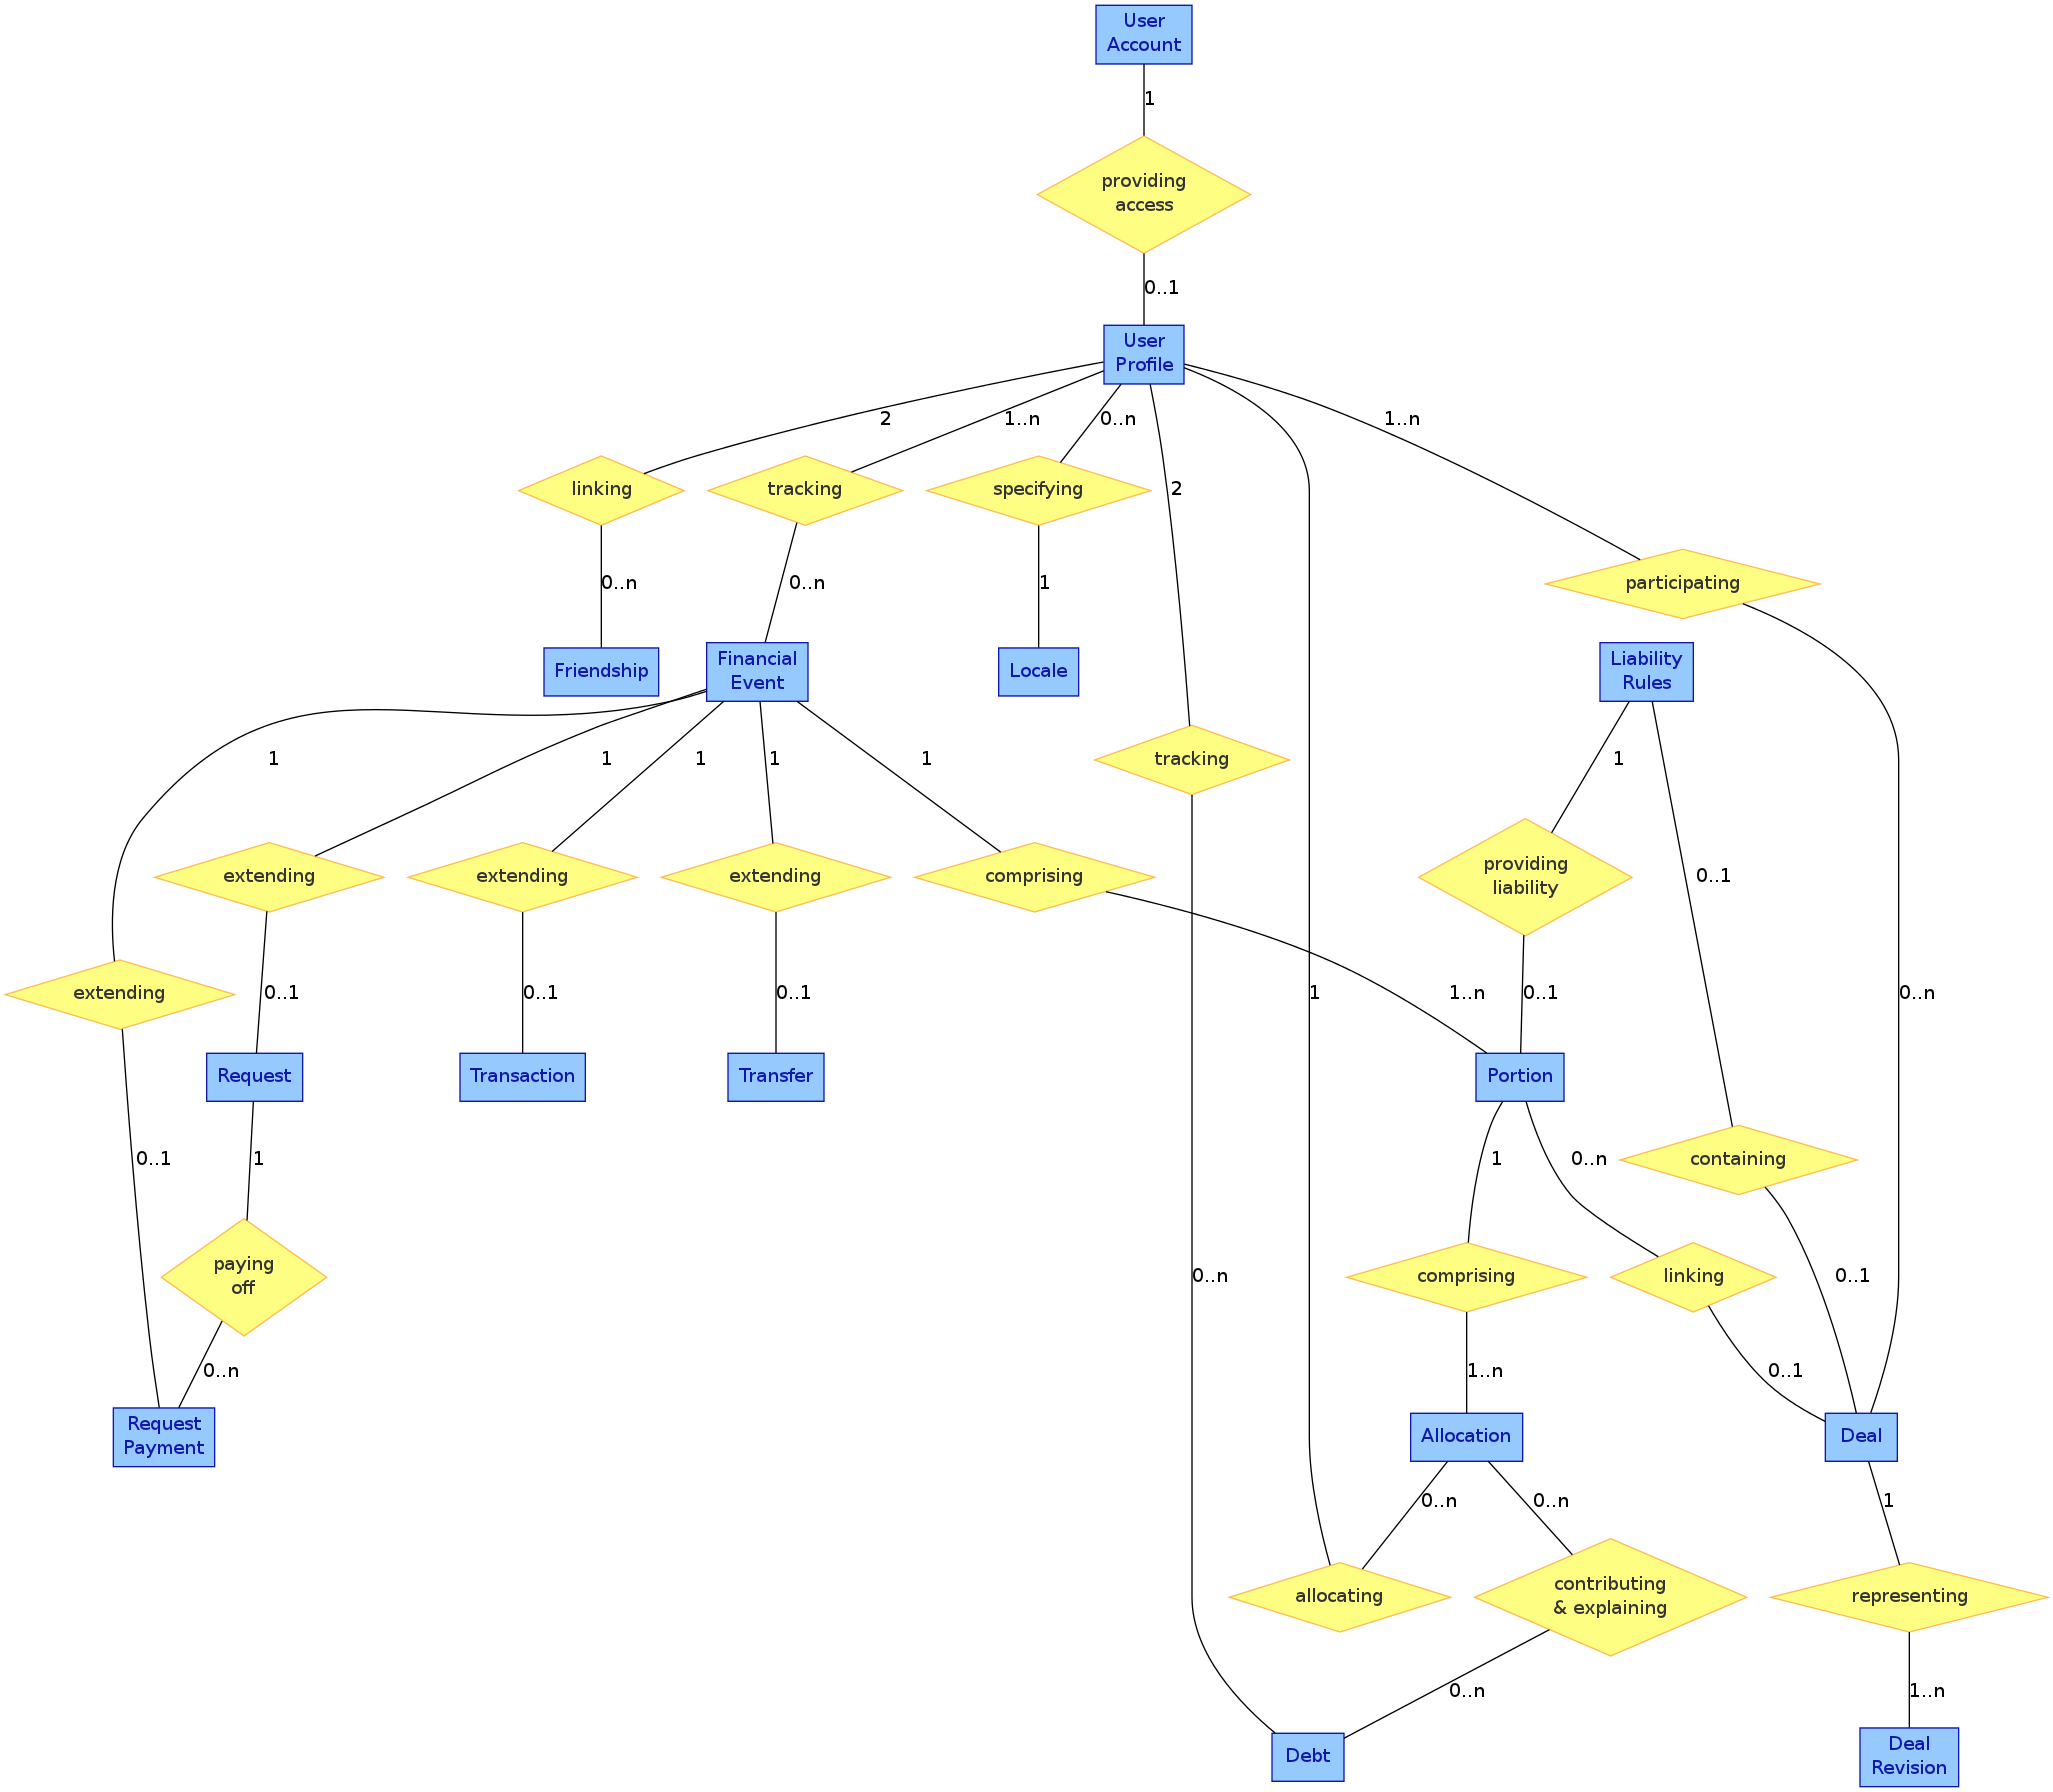 User
Account
1
providing
access
0..1
User
Profile
2
1..n
0..n
1..n
linking
tracking
specifying
2
participating
0..n
0..n
1
Friendship
Financial
Event
Locale
Liability
Rules
1
1
1
1
1
tracking
1
extending
extending
extending
comprising
providing
liability
0..1
extending
0..1
0..1
0..1
1
1..n
0..1
0..n
Request
Transaction
Transfer
Portion
0..1
1
1
0..n
containing
paying
off
0..n
comprising
linking
0..1
0..n
1..n
0..1
Request
Payment
Allocation
Deal
0..n
0..n
1
allocating
contributing
& explaining
representing
0..n
1..n
Debt
Deal
Revision